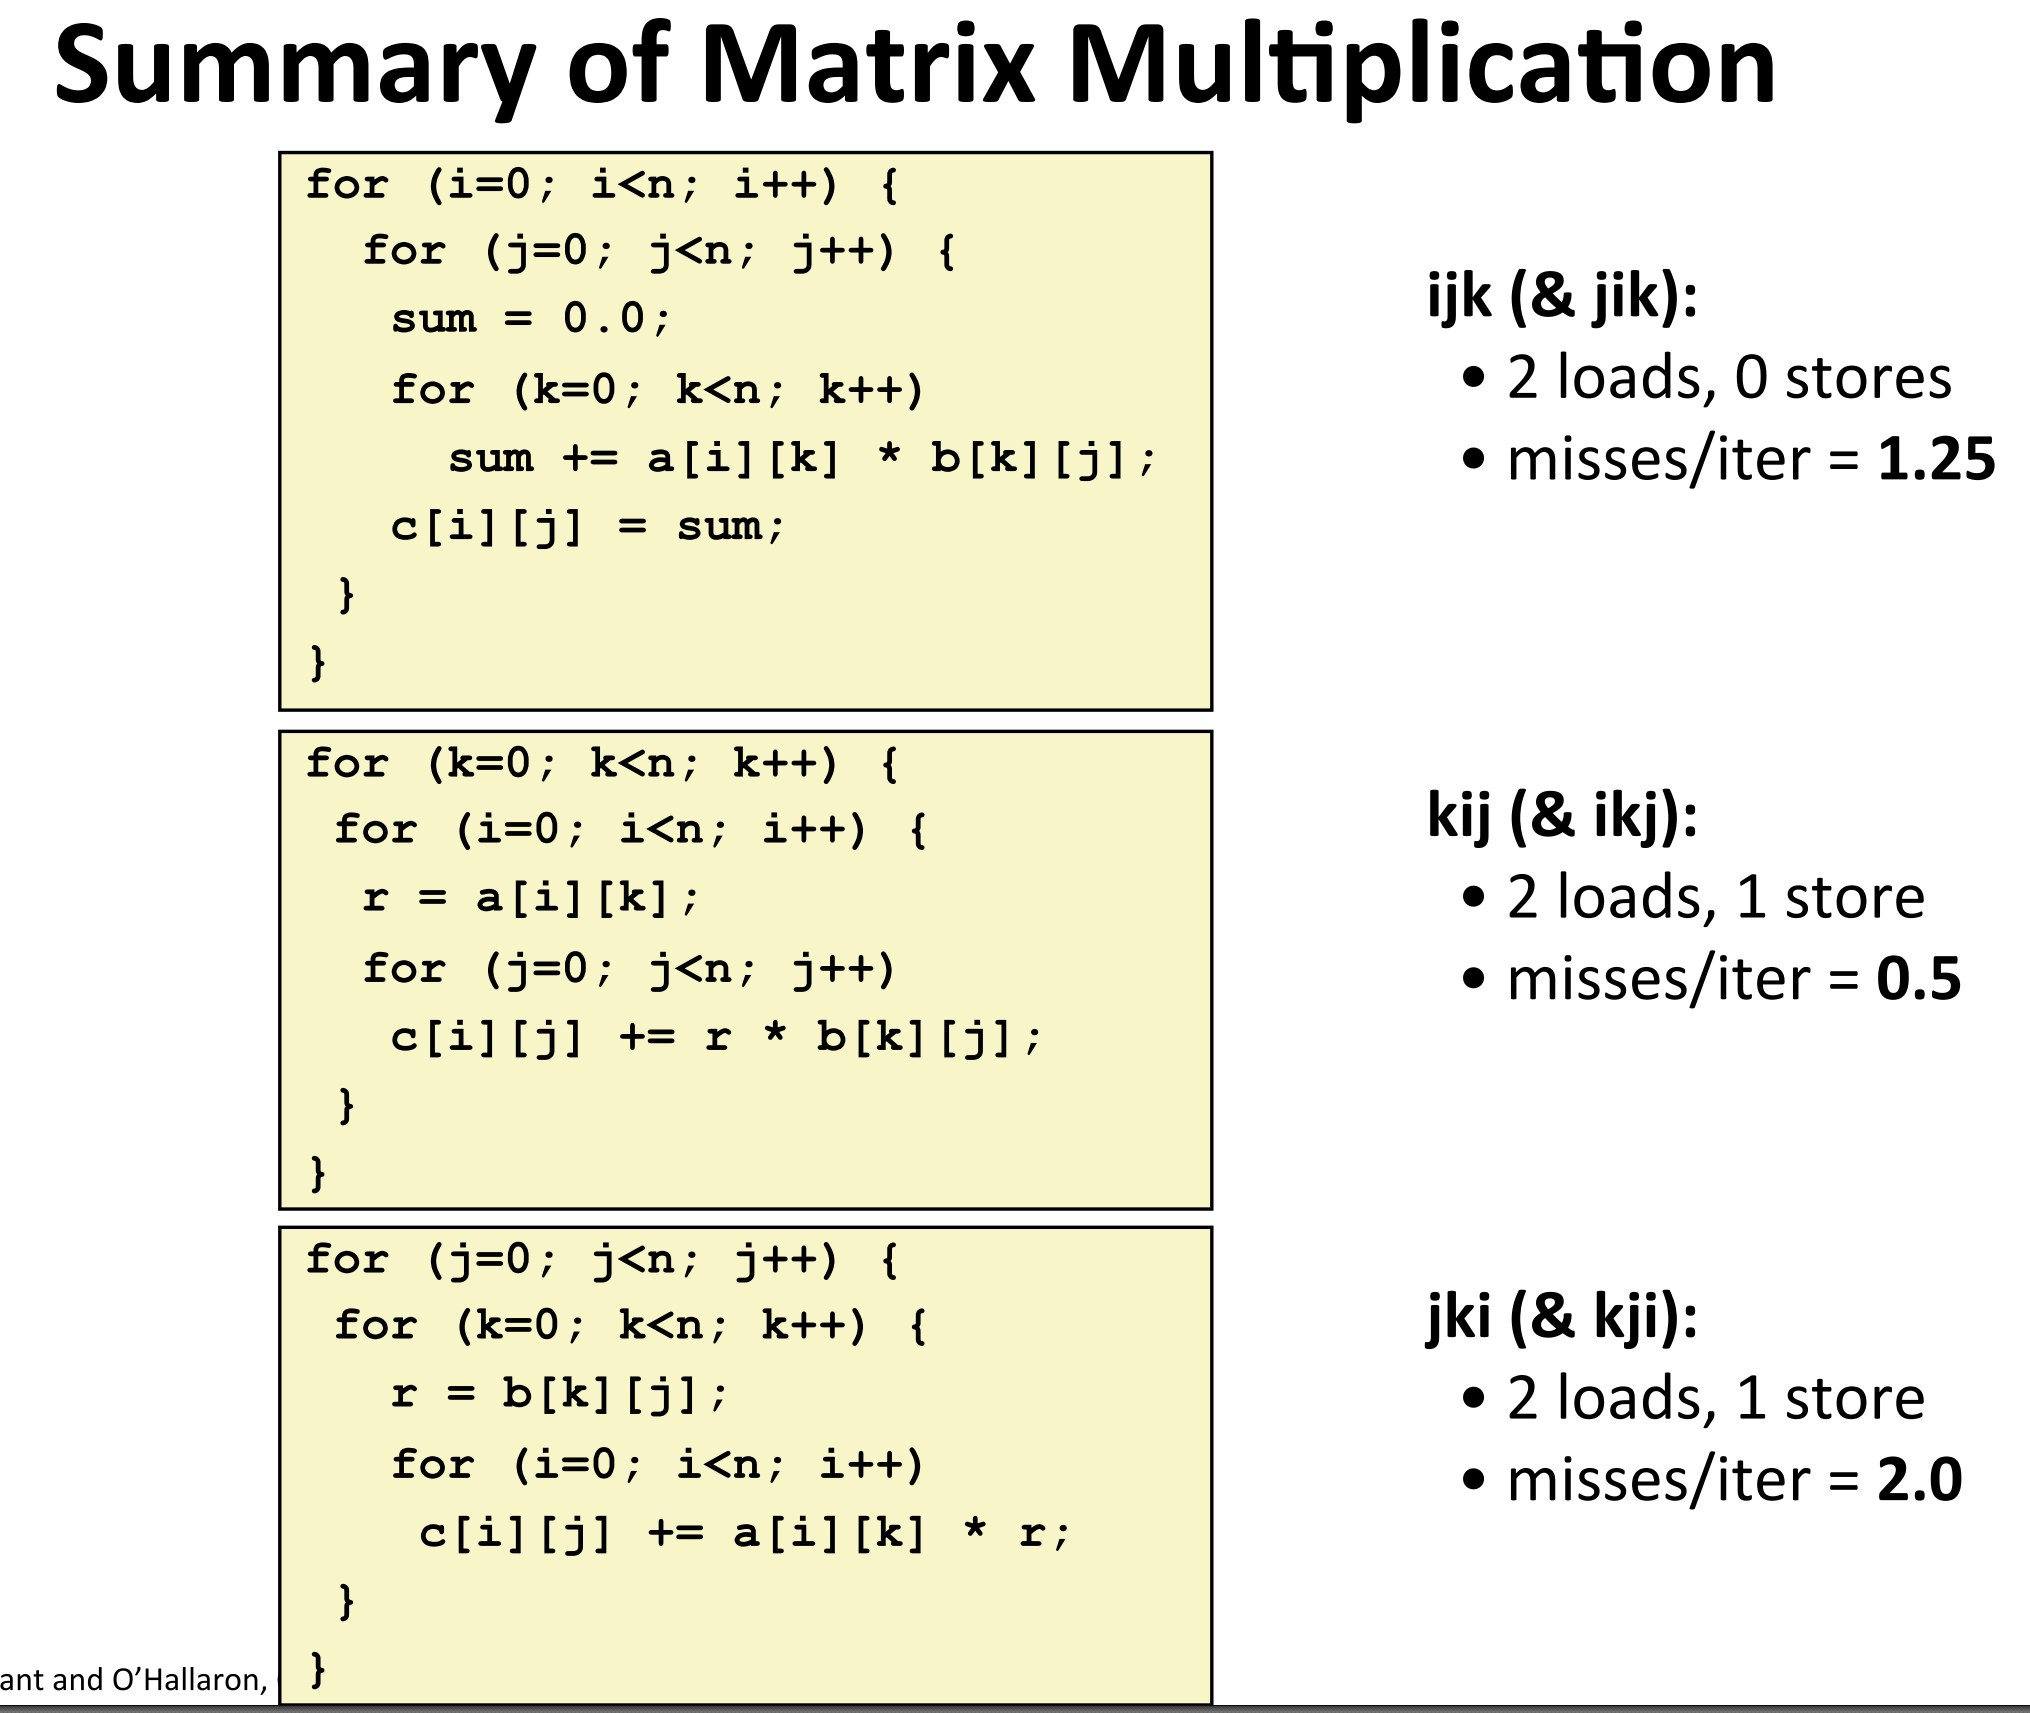 Summary of Matrix Multiplication
for (i=0; i<n; i++) {
for (j=0; j<n; j++) {
sum = 0.0;
for (k=0; k<n; k++)
sum += a[i][k] * b[k][j];
c[i][j] = sum;
}
}
ijk (& jik):
• 2 loads, 0 stores
• misses/iter = 1.25
for (k=0; k<n; k++) {
for (i=0; i<n; i++) {
r = a[i][k];
for (j=0; j<n; j++)
c[i][j] += r * b[k][j];
}
}
kij (& ikj):
• 2 loads, 1 store
• misses/iter = 0.5
for (j=0; j<n; j++) {
for (k=0; k<n; k++) {
r = b[k][j];
for (i=0; i<n; i++)
c[i][j] += a[i][k] * r;
}
}
jki (& kji):
• 2 loads, 1 store
• misses/iter = 2.0
ant and O’Hallaron,